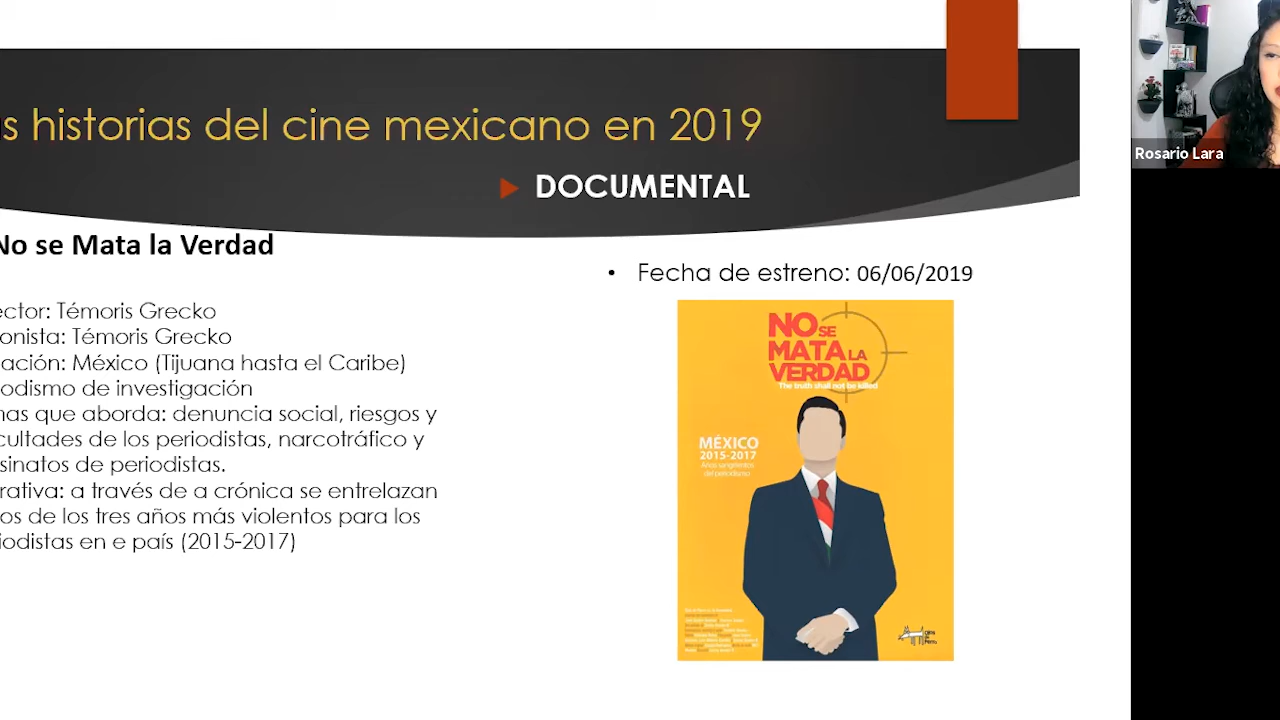 s historias del cine mexicano en 2019
DOCUMENTAL
No se Mata la Verdad
ector: Témoris Grecko
onista: Témoris Grecko
ación: México (Tijuana hasta el Caribe)
odismo de investigación
nas que aborda: denuncia social, riesgos y
cultades de los periodistas, narcotráfico y
sinatos de periodistas.
rativa: a través de a crónica se entrelazan
os de los tres años más violentos para los
iodistas en e país (2015-2017)
• Fecha de estreno: 06/06/2019
NO SE
MATA LA
VERDAD
The truth shall not be killed
MÉXICO
2015-2017
Años sangrientos
del periodismo
Rosario Lara